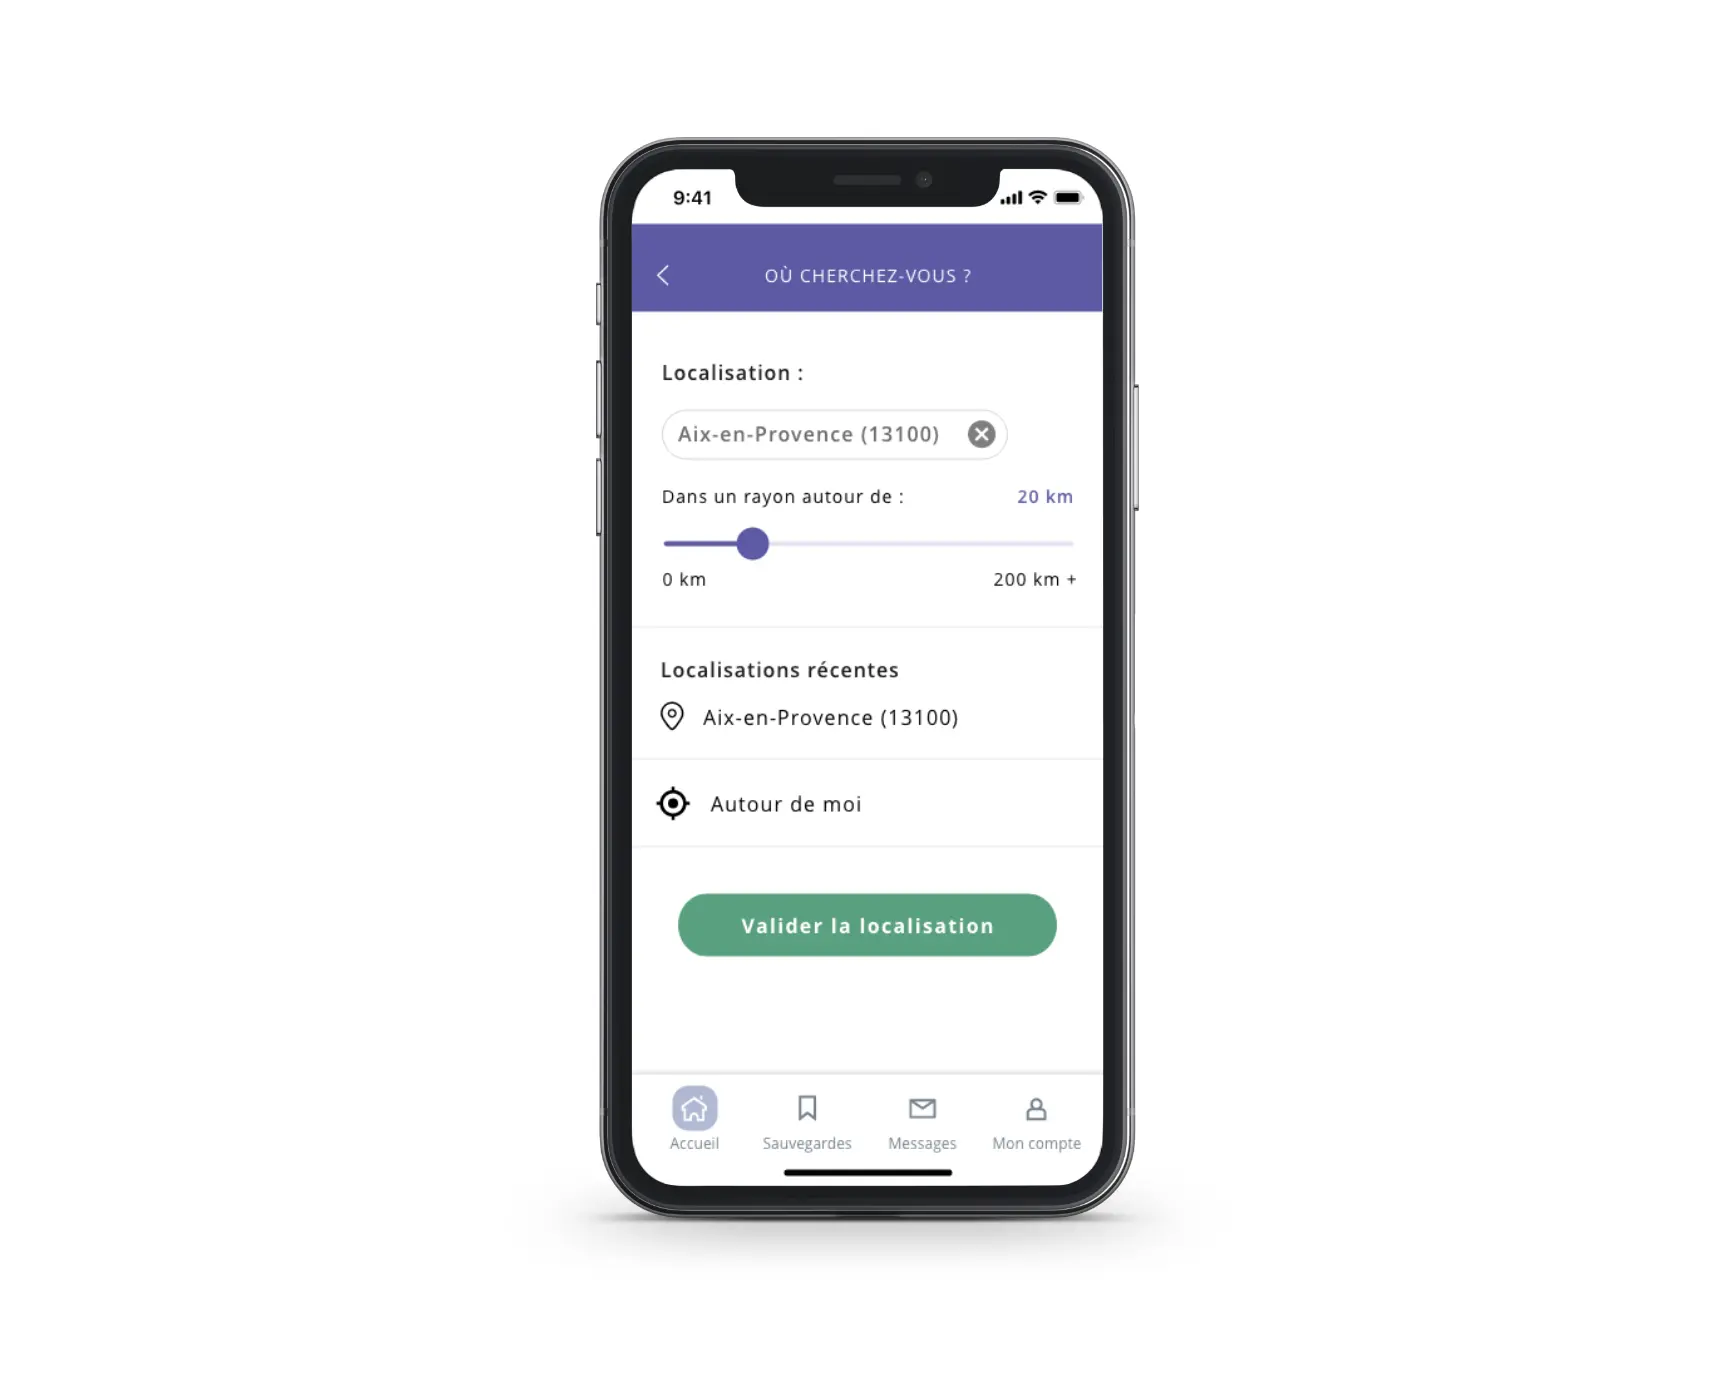 9:41
OÙ CHERCHEZ-VOUS ?
Localisation :
Aix-en-Provence (13100)
Dans un rayon autour de : 20 km
0 km 200 km +
Localisations récentes
Aix-en-Provence (13100)
Autour de moi
Valider la localisation
Accueil Sauvegardes Messages Mon compte